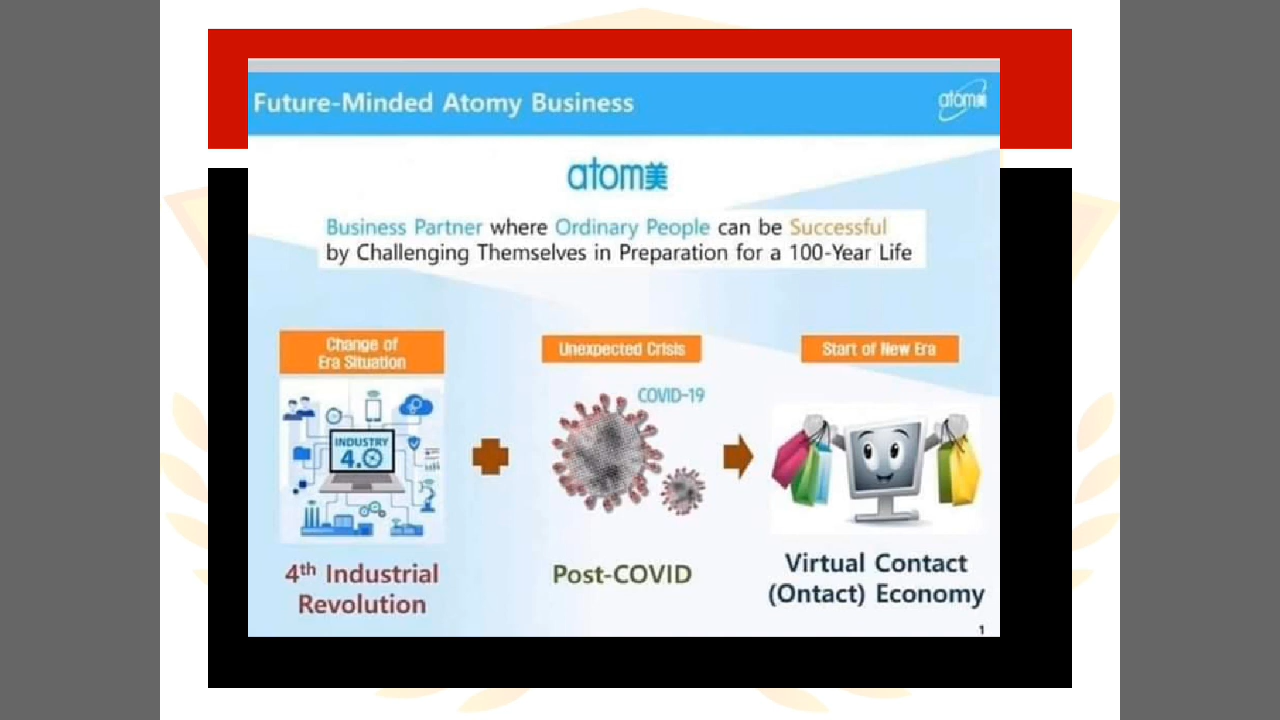 Future-Minded Atomy Business
atom美
atom美
Business Partner where Ordinary People can be Successful
by Challenging Themselves in Preparation for a 100-Year Life
Change of
Era Situation
Unexpected Crisis
Start of New Era
COVID-19
INDUSTRY
4.0
4th Industrial
Revolution
Post-COVID
Virtual Contact
(Ontact) Economy
1